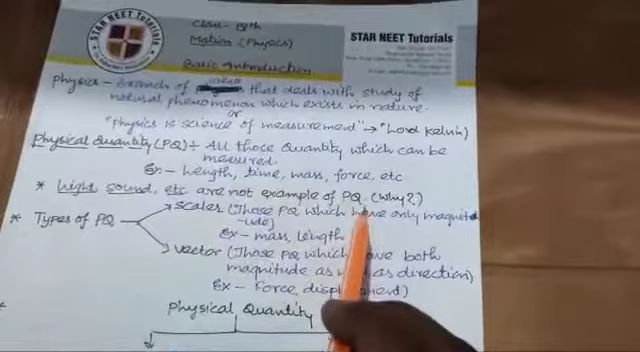 STAR NEET Tutorials
STAR NEET Tutorials
Class-
Motion (Physics)
Basic Introduction
Physics - Branch of science that deals with study of
natural phenomenon which exists in nature.
or
"Physics is science of measurement" → "Lord Kelvin)
Physical Quantity (PQ) ÷ All those Quantity which can be
measured.
Ex.- Length, time, mass, force, etc
* Light sound, etc are not example of PQ. (Why?)
* Types of PQ
→ Scaler (Those PQ which have only magnit
-ude)
Ex - mass, length
→ vector (Those PQ which have both
magnitude as well as direction)
Ex - Force, displacement)
Physical Quantity